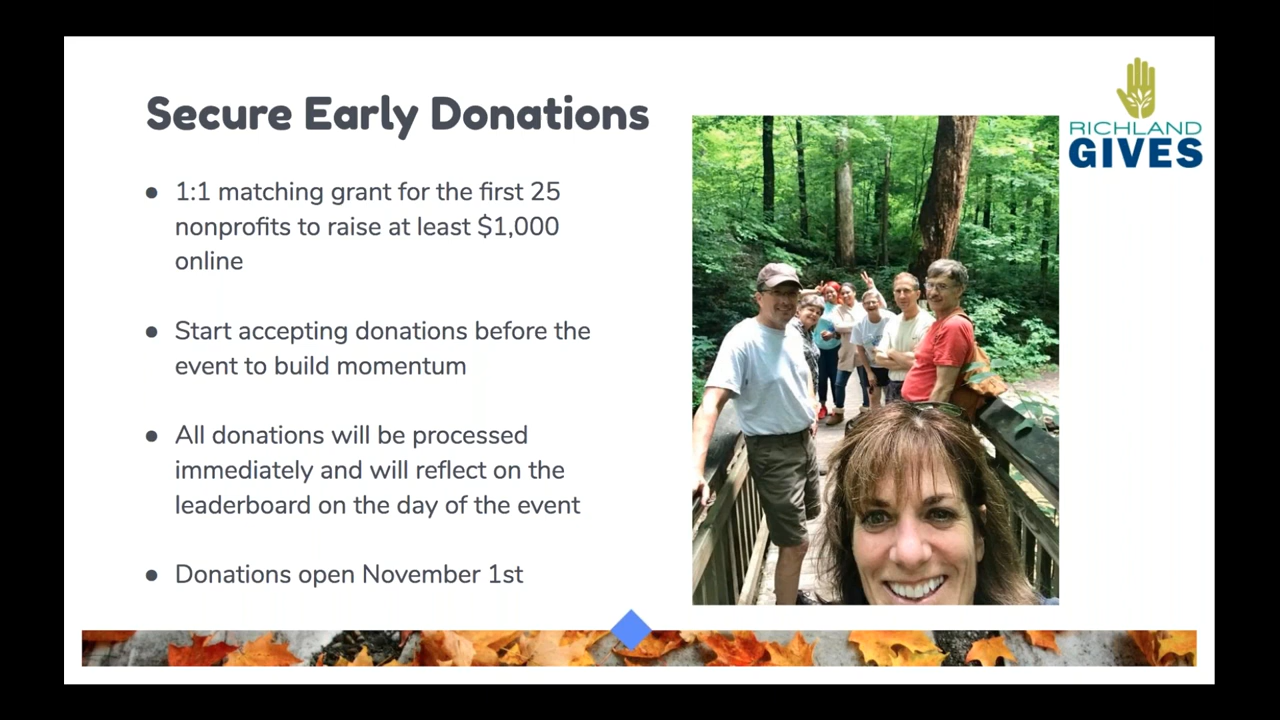 Secure Early Donations
RICHLAND
GIVES
● 1:1 matching grant for the first 25
nonprofits to raise at least $1,000
online
● Start accepting donations before the
event to build momentum
● All donations will be processed
immediately and will reflect on the
leaderboard on the day of the event
● Donations open November 1st